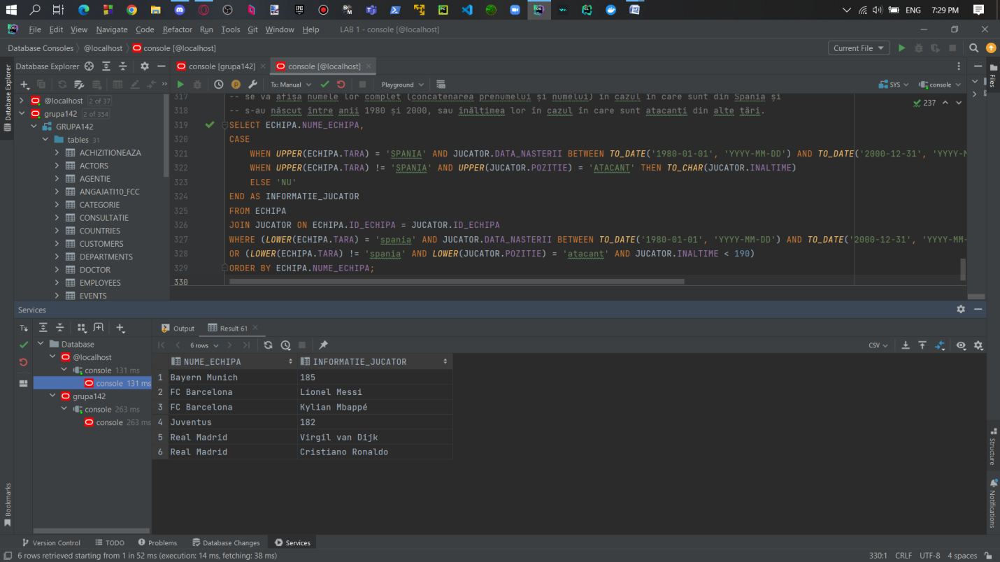 ENG 7:29 PM
File Edit View Navigate Code Refactor Run Tools Git Window Help LAB 1 - console [@localhost]
Database Consoles @localhost console [@localhost] Current File
Database Explorer console [grupa142] console [@localhost]
Tx: Manual Playground SYS console
Database Explorer
Files
@localhost 2 of 37
grupa142 2 of 354
GRUPA142
tables 31
ACHIZITIONEAZA
ACTORS
AGENTIE
ANGAJATI10_FCC
CATEGORIE
CONSULTATIE
COUNTRIES
CUSTOMERS
DEPARTMENTS
DOCTOR
EMPLOYEES
EVENTS
237
317 -- se va afișa numele lor complet (concatenarea prenumelui și numelui) în cazul în care sunt din Spania și
318 -- s-au născut între anii 1980 și 2000, sau înălțimea lor în cazul în care sunt atacanți din alte țări.
319 SELECT ECHIPA.NUME_ECHIPA,
320 CASE
321 WHEN UPPER(ECHIPA.TARA) = 'SPANIA' AND JUCATOR.DATA_NASTERII BETWEEN TO_DATE('1980-01-01', 'YYYY-MM-DD') AND TO_DATE('2000-12-31', 'YYYY-M
322 WHEN UPPER(ECHIPA.TARA) != 'SPANIA' AND UPPER(JUCATOR.POZITIE) = 'ATACANT' THEN TO_CHAR(JUCATOR.INALTIME)
323 ELSE 'NU'
324 END AS INFORMATIE_JUCATOR
325 FROM ECHIPA
326 JOIN JUCATOR ON ECHIPA.ID_ECHIPA = JUCATOR.ID_ECHIPA
327 WHERE (LOWER(ECHIPA.TARA) = 'spania' AND JUCATOR.DATA_NASTERII BETWEEN TO_DATE('1980-01-01', 'YYYY-MM-DD') AND TO_DATE('2000-12-31', 'YYYY-MM-
328 OR (LOWER(ECHIPA.TARA) != 'spania' AND LOWER(JUCATOR.POZITIE) = 'atacant' AND JUCATOR.INALTIME < 190)
329 ORDER BY ECHIPA.NUME_ECHIPA;
330
Services
Tx
Database
@localhost
console 131 ms
console 131 ms
grupa142
console 263 ms
console 263 ms
Output Result 61
6 rows CSV
NUME_ECHIPA INFORMATIE_JUCATOR
1 Bayern Munich 185
2 FC Barcelona Lionel Messi
3 FC Barcelona Kylian Mbappé
4 Juventus 182
5 Real Madrid Virgil van Dijk
6 Real Madrid Cristiano Ronaldo
Bookmarks
Structure
Notifications
Version Control TODO Problems Database Changes Services
6 rows retrieved starting from 1 in 52 ms (execution: 14 ms, fetching: 38 ms) 330:1 CRLF UTF-8 4 spaces